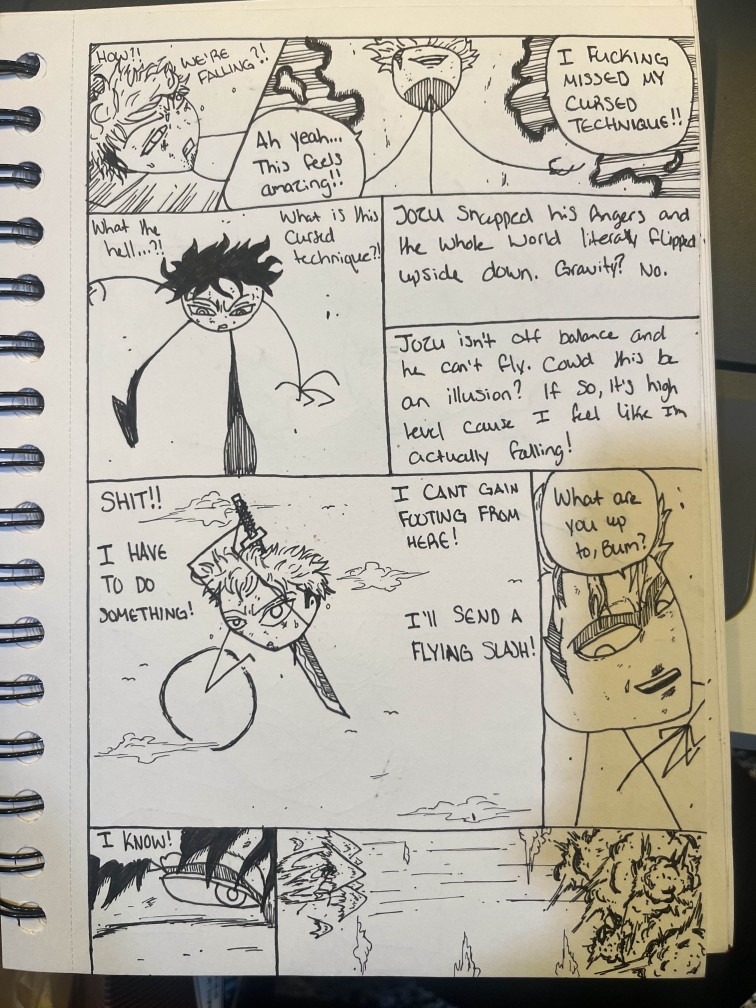 HOW?!
WE'RE
FALLING?!
Ah yeah...
This feels
amazing!!
I FUCKING
MISSED MY
CURSED
TECHNIQUE!!
What the
hell...?!
What is this
cursed
technique?!
Jozu Snapped his fingers and
the whole world literally flipped
upside down. Gravity? No.
Jozu isn't off balance and
he can't fly. Could this be
an illusion? If so, it's high
level cause I feel like I'm
actually falling!
SHIT!!
I HAVE
TO DO
SOMETHING!
I CANT GAIN
FOOTING FROM
HERE!
I'LL SEND A
FLYING SLASH!
What are
you up
to, Bum?
I KNOW!